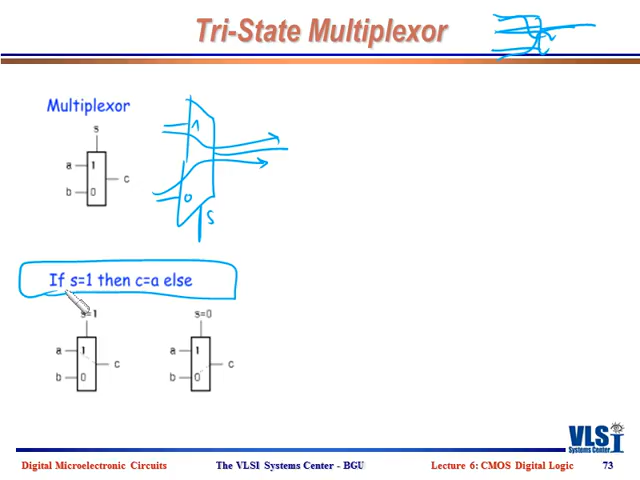 Tri-State Multiplexor
Multiplexor
s
a 1 c
b 0
1
0
s
If s=1 then c=a else
s=1 s=0
a 1 c a 1 c
b 0 b 0
VLSI
Systems Center
Digital Microelectronic Circuits The VLSI Systems Center - BGU Lecture 6: CMOS Digital Logic 73